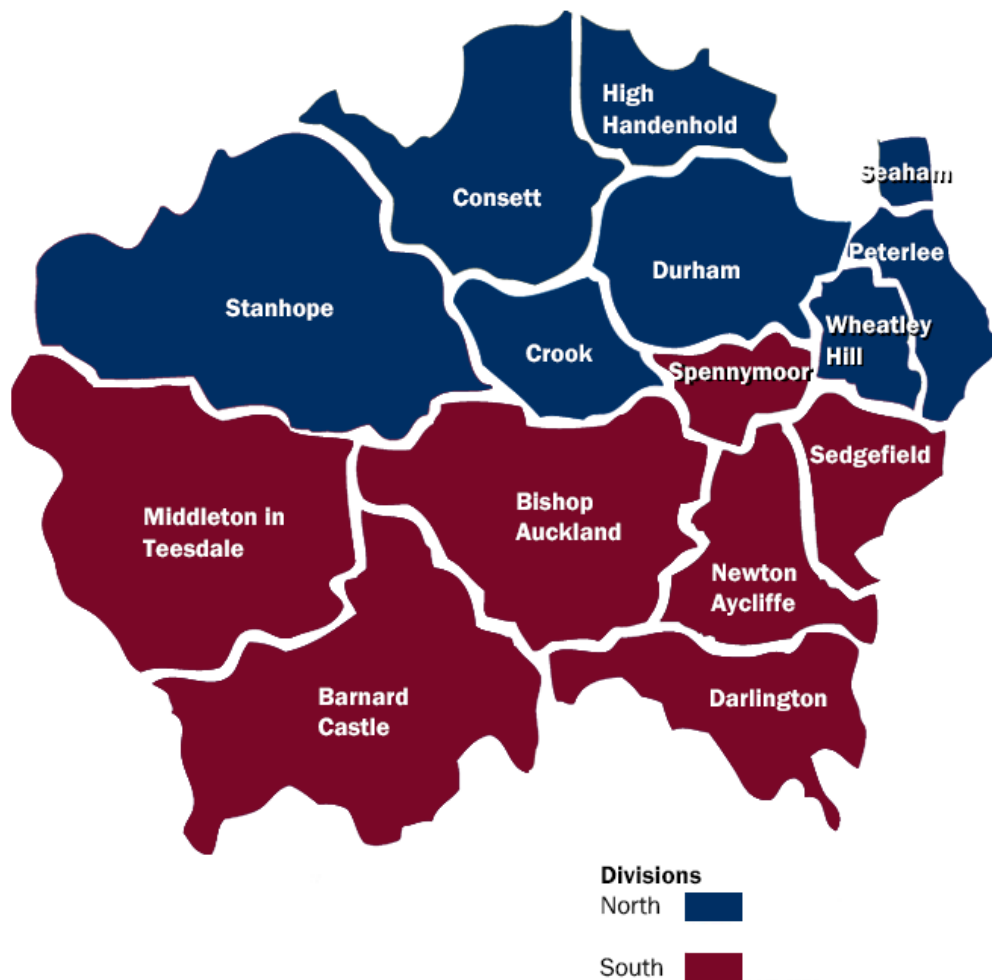 High
Handenhold
Seaham
Consett
Peterlee
Durham
Stanhope
Wheatley
Hill
Crook
Spennymoor
Sedgefield
Middleton in
Teesdale
Bishop
Auckland
Newton
Aycliffe
Barnard
Castle
Darlington
Divisions
North
South